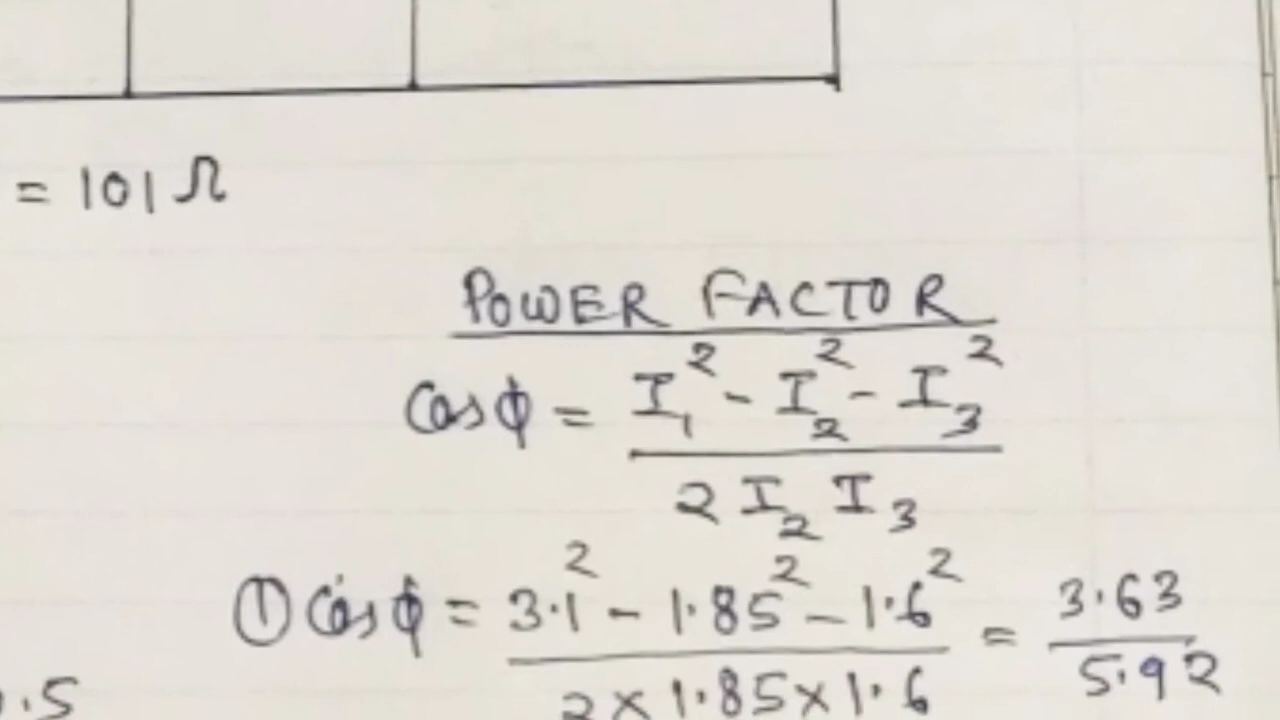 = 101 Ω
POWER FACTOR
Cos ϕ = I₁² - I₂² - I₃² / 2 I₂ I₃
① Cos ϕ = 3.1² - 1.85² - 1.6² / 2 x 1.85 x 1.6 = 3.63 / 5.92
.5